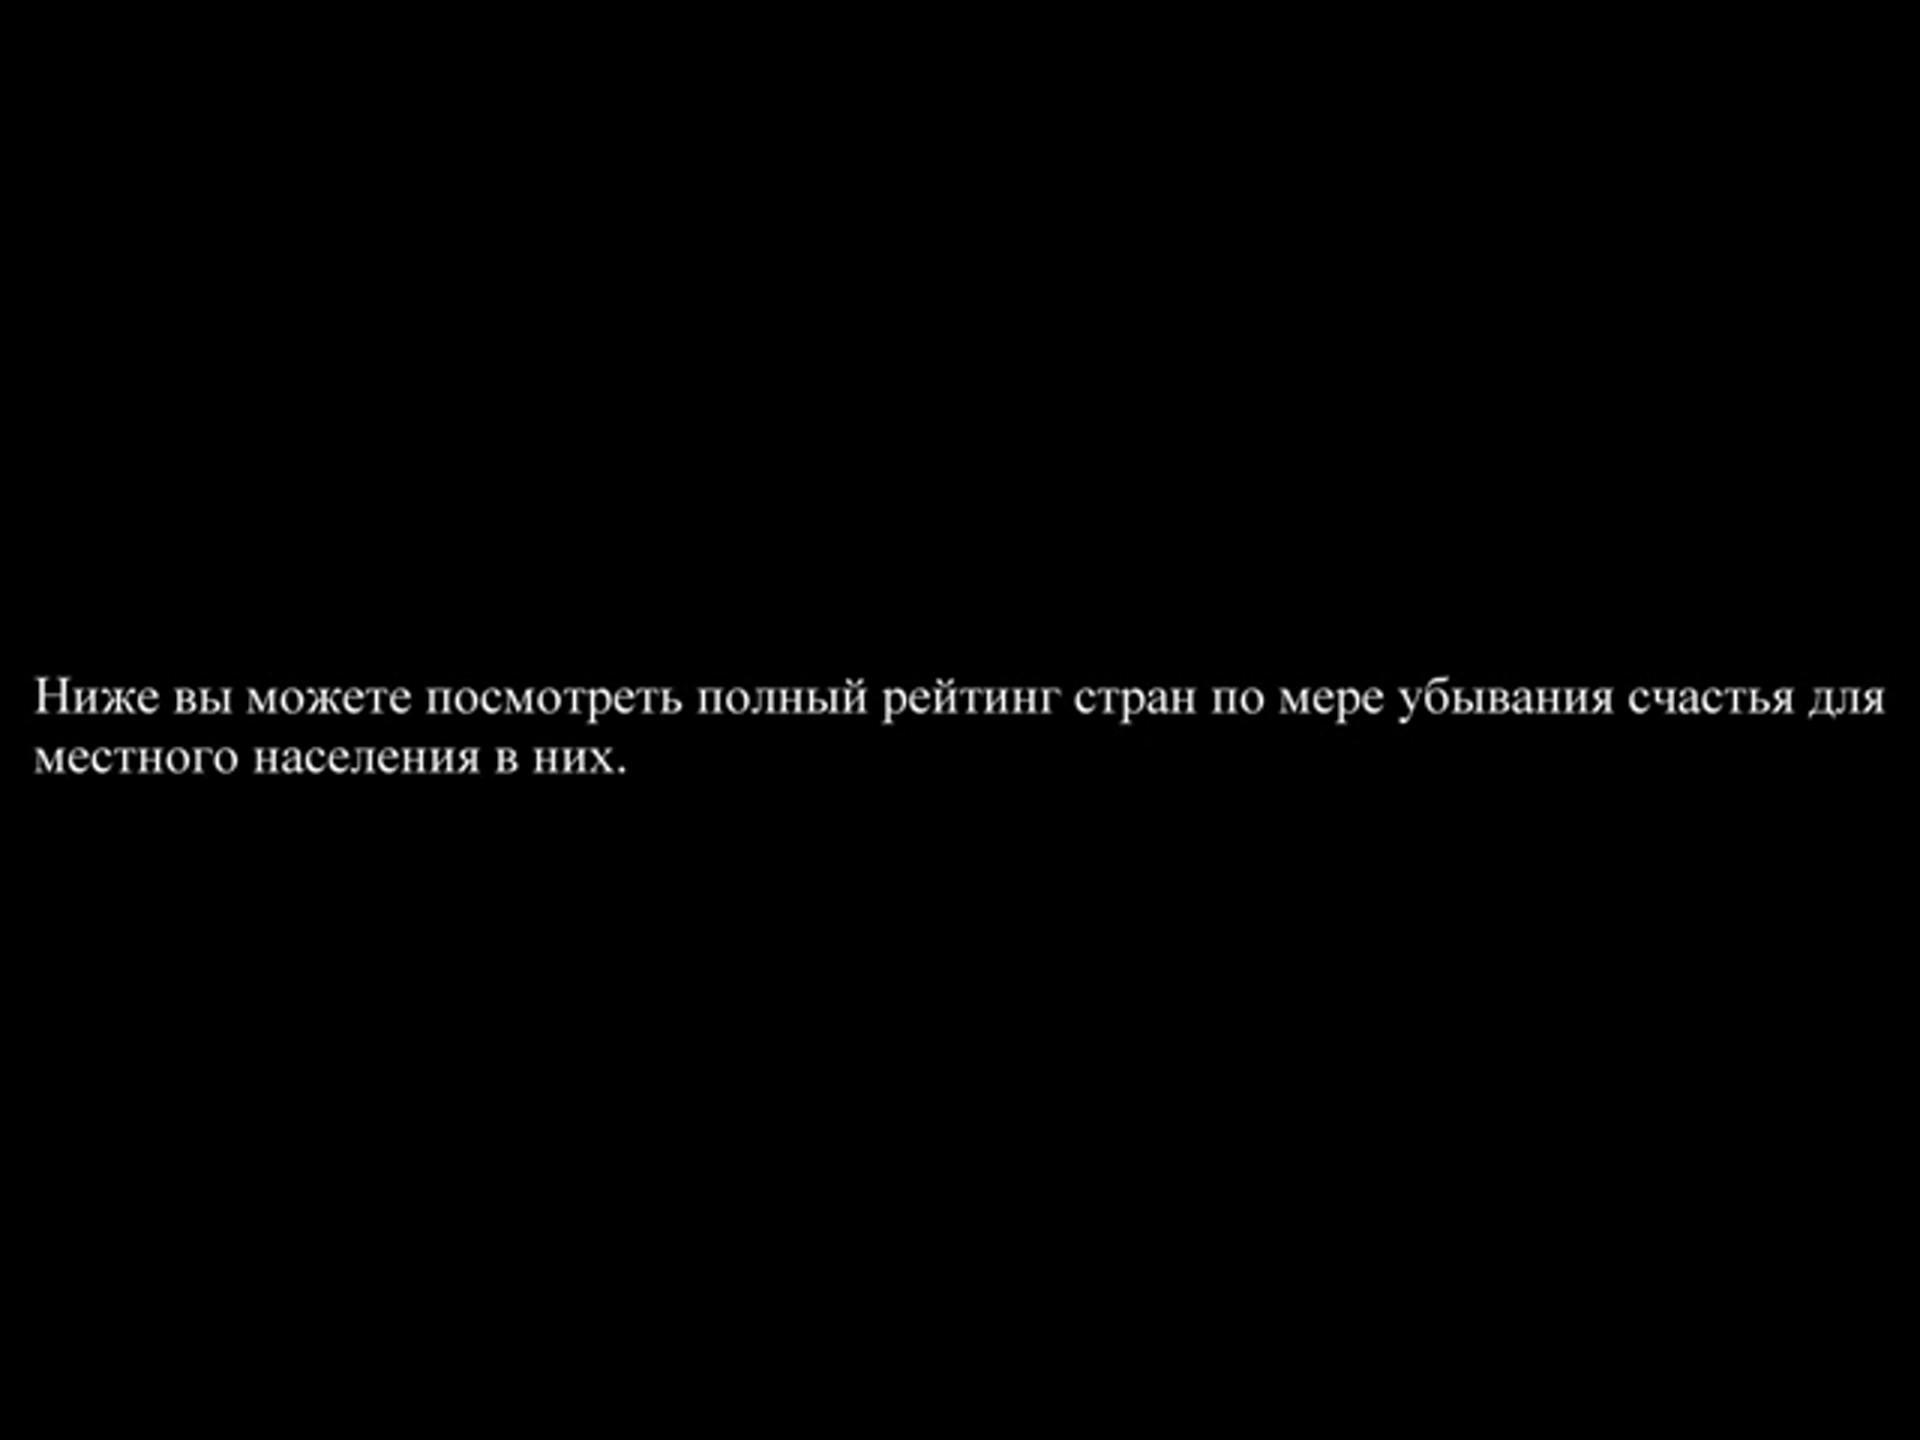 Ниже вы можете посмотреть полный рейтинг стран по мере убывания счастья для
местного населения в них.